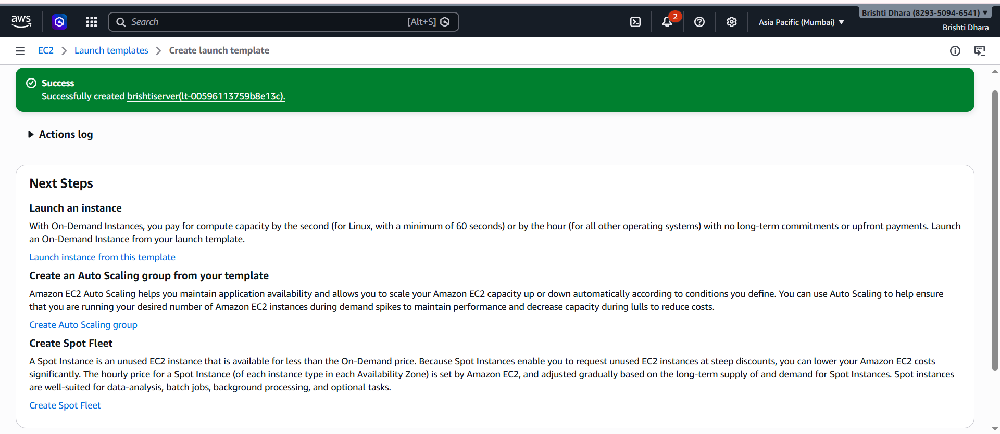 aws
Search [Alt+S]
2
Asia Pacific (Mumbai)
Brishti Dhara (8293-5094-6541)
Brishti Dhara
EC2 Launch templates Create launch template
Success
Successfully created brishtiserver(lt-00596113759b8e13c).
Actions log
Next Steps
Launch an instance
With On-Demand Instances, you pay for compute capacity by the second (for Linux, with a minimum of 60 seconds) or by the hour (for all other operating systems) with no long-term commitments or upfront payments. Launch
an On-Demand Instance from your launch template.
Launch instance from this template
Create an Auto Scaling group from your template
Amazon EC2 Auto Scaling helps you maintain application availability and allows you to scale your Amazon EC2 capacity up or down automatically according to conditions you define. You can use Auto Scaling to help ensure
that you are running your desired number of Amazon EC2 instances during demand spikes to maintain performance and decrease capacity during lulls to reduce costs.
Create Auto Scaling group
Create Spot Fleet
A Spot Instance is an unused EC2 instance that is available for less than the On-Demand price. Because Spot Instances enable you to request unused EC2 instances at steep discounts, you can lower your Amazon EC2 costs
significantly. The hourly price for a Spot Instance (of each instance type in each Availability Zone) is set by Amazon EC2, and adjusted gradually based on the long-term supply of and demand for Spot Instances. Spot instances
are well-suited for data-analysis, batch jobs, background processing, and optional tasks.
Create Spot Fleet